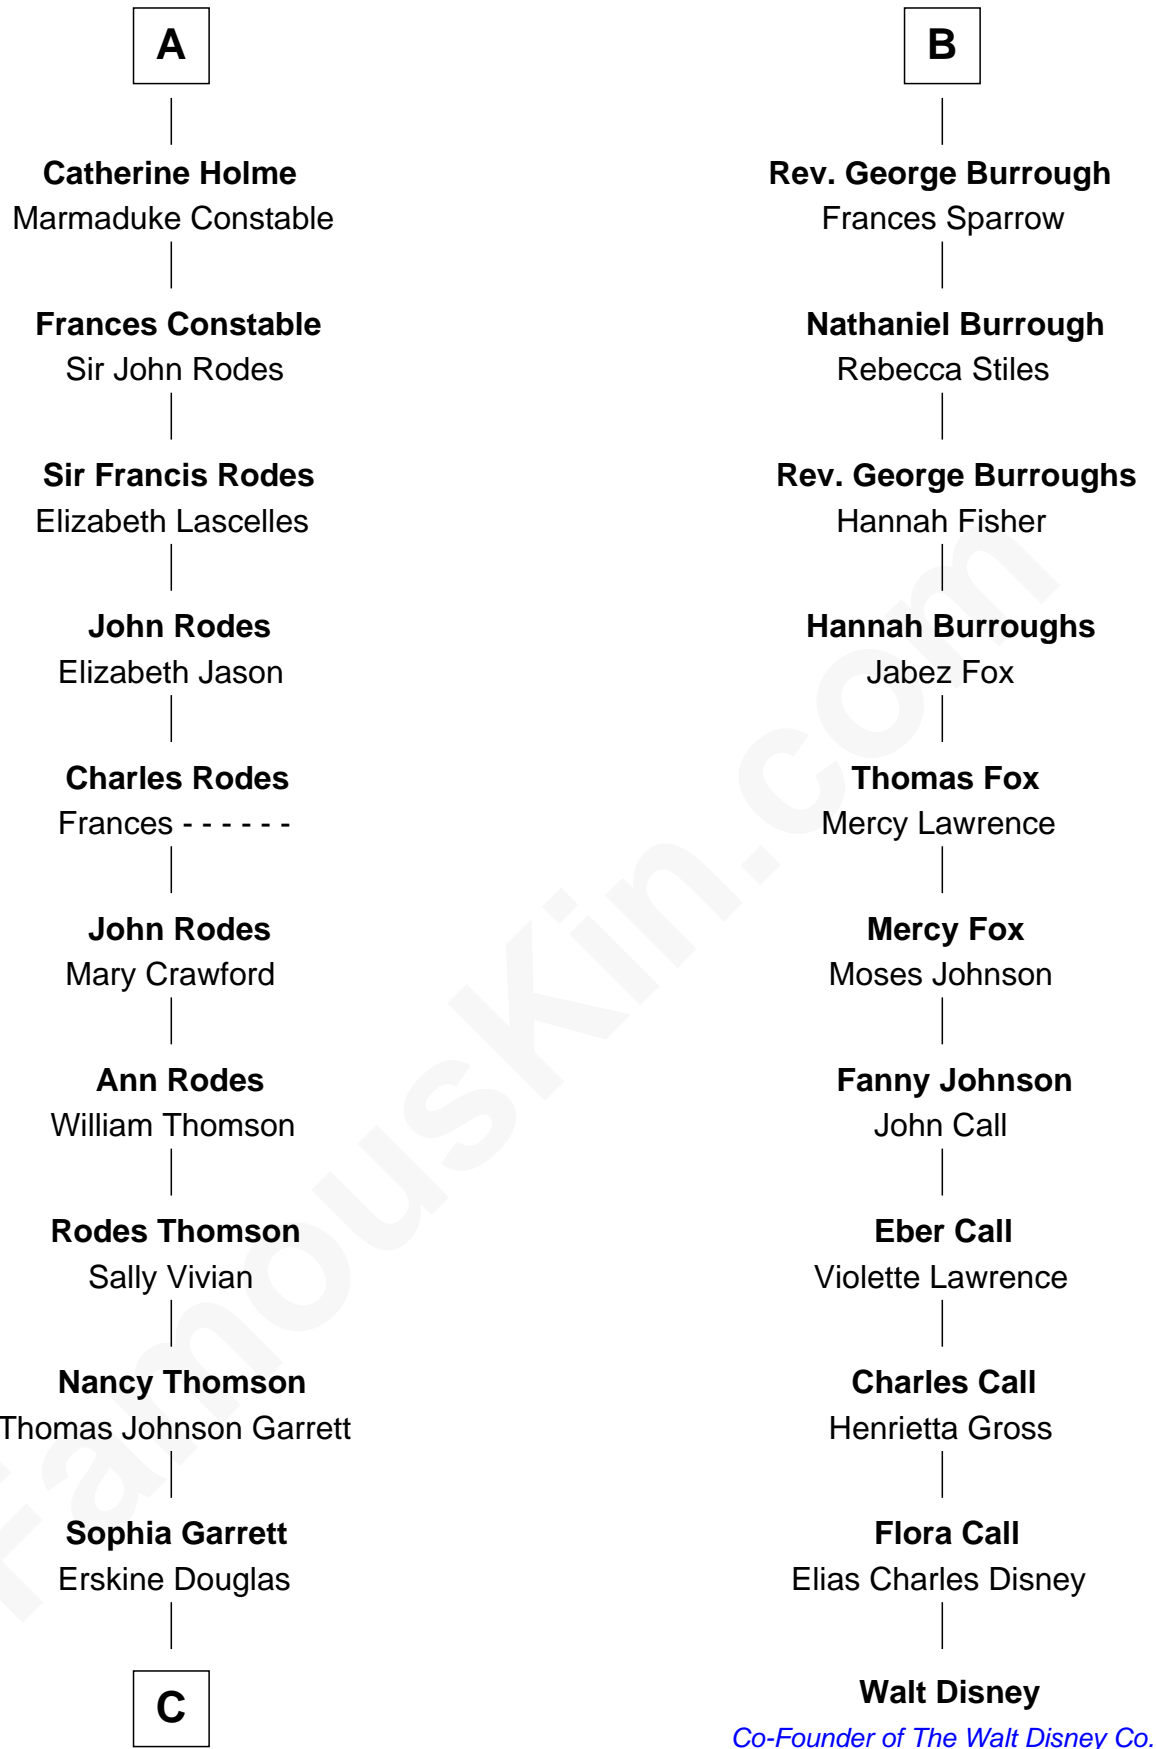 A
Catherine Holme
Marmaduke Constable
Frances Constable
Sir John Rodes
Sir Francis Rodes
Elizabeth Lascelles
John Rodes
Elizabeth Jason
Charles Rodes
Frances - - - - - -
John Rodes
Mary Crawford
Ann Rodes
William Thomson
Rodes Thomson
Sally Vivian
Nancy Thomson
Thomas Johnson Garrett
Sophia Garrett
Erskine Douglas
C
B
Rev. George Burrough
Frances Sparrow
Nathaniel Burrough
Rebecca Stiles
Rev. George Burroughs
Hannah Fisher
Hannah Burroughs
Jabez Fox
Thomas Fox
Mercy Lawrence
Mercy Fox
Moses Johnson
Fanny Johnson
John Call
Eber Call
Violette Lawrence
Charles Call
Henrietta Gross
Flora Call
Elias Charles Disney
Walt Disney
Co-Founder of The Walt Disney Co.
FamousKin.com